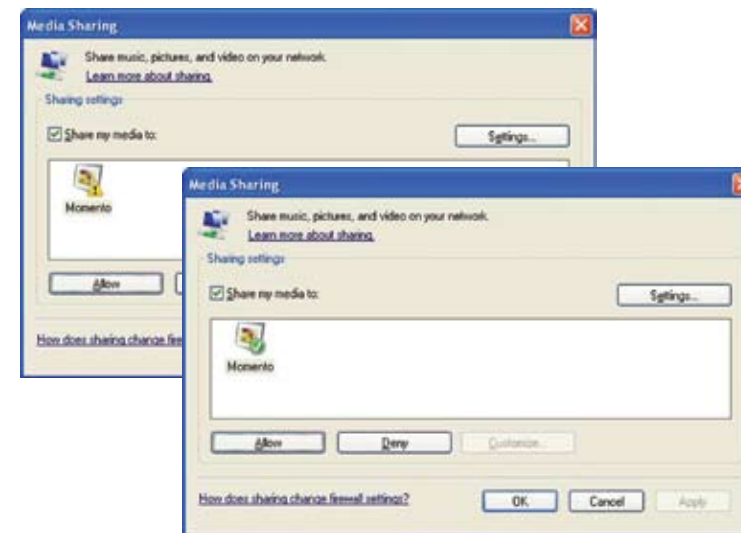 Media Sharing
Share music, pictures, and video on your network.
Learn more about sharing.
Sharing settings
Share my media to:
Settings...
Momento
Allow
How does sharing change fire
Media Sharing
Share music, pictures, and video on your network.
Learn more about sharing.
Sharing settings
Share my media to:
Settings...
Momento
Allow
Deny
Customize...
How does sharing change firewall settings?
OK
Cancel
Apply